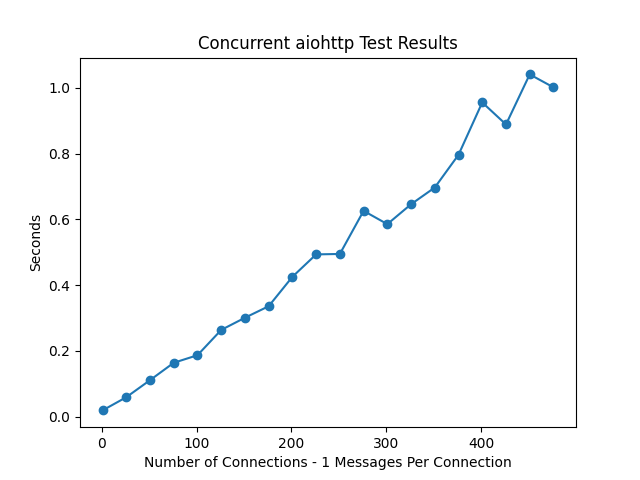 Concurrent aiohttp Test Results
1.0
0.8
0.6
0.4
0.2
0.0
Seconds
0 100 200 300 400
Number of Connections - 1 Messages Per Connection